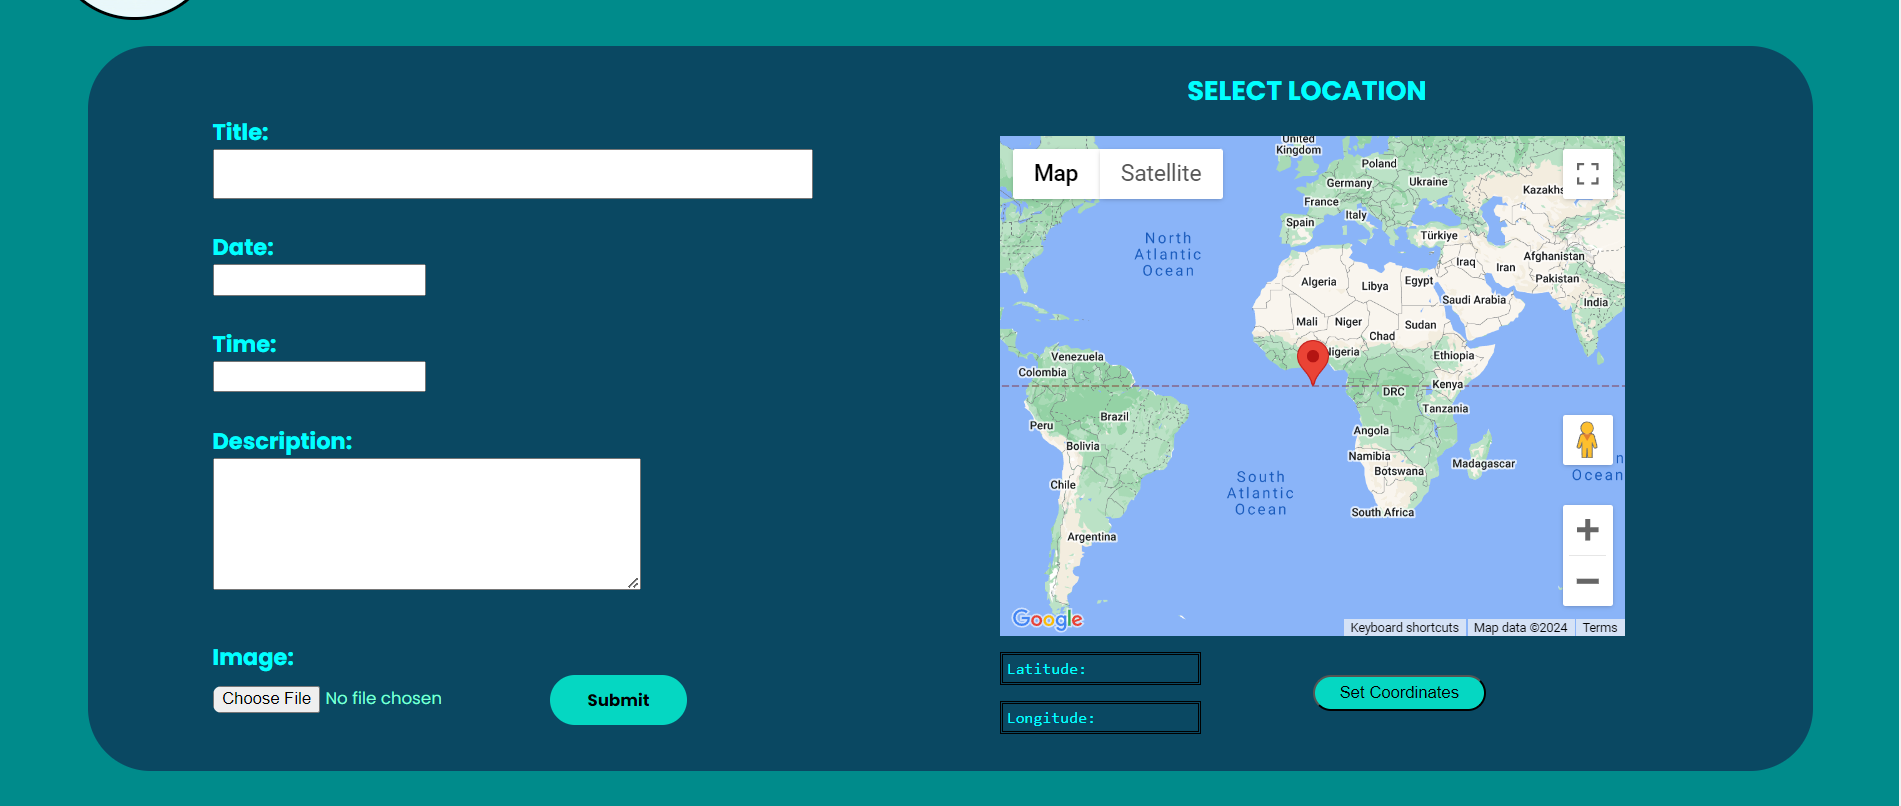 Title:
Date:
Time:
Description:
Image:
Choose File No file chosen
Submit
SELECT LOCATION
Map Satellite
United
Kingdom
Poland
Germany
Ukraine
France
Spain
Italy
Türkiye
North
Atlantic
Ocean
Iraq
Iran
Afghanistan
Pakistan
Algeria
Libya
Egypt
Saudi Arabia
India
Mali
Niger
Chad
Sudan
Ethiopia
Venezuela
Colombia
Kenya
DRC
Tanzania
Brazil
Peru
Angola
Bolivia
Namibia
Botswana
Madagascar
Ocean
Chile
South
Atlantic
Ocean
South Africa
Argentina
Google
Keyboard shortcuts Map data ©2024 Terms
Latitude:
Longitude:
Set Coordinates